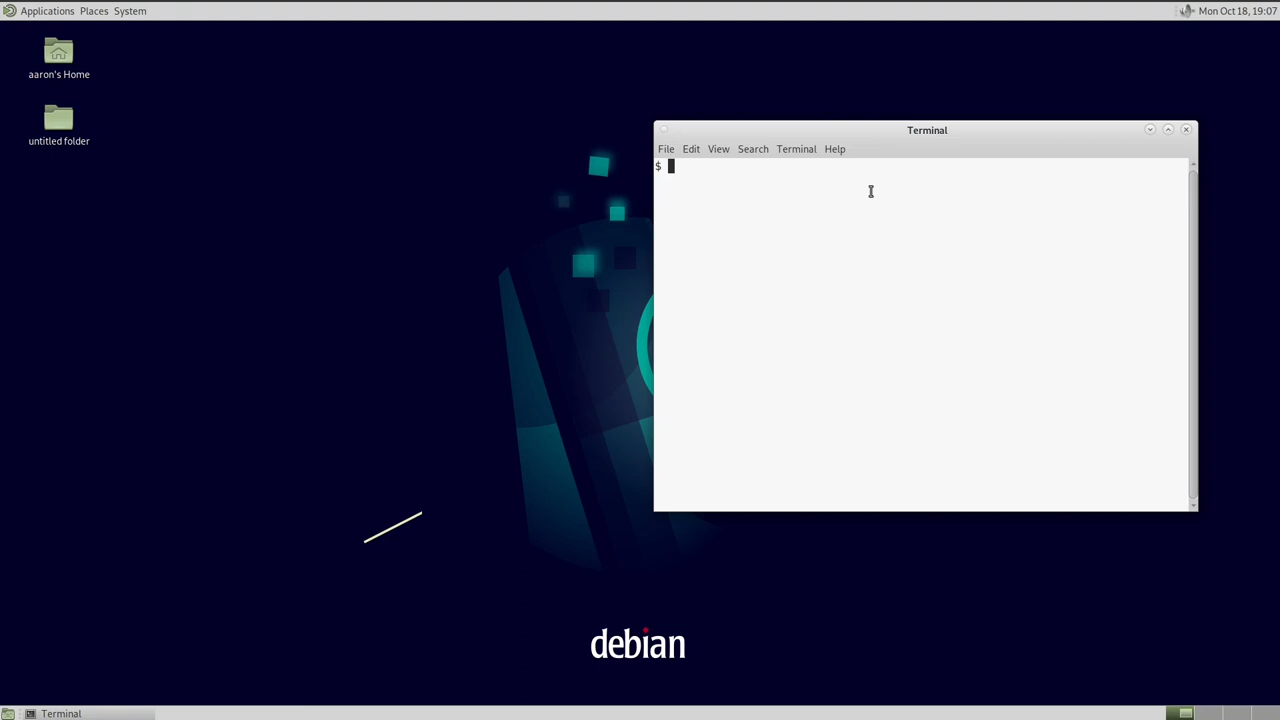 Applications Places System
Mon Oct 18, 19:07
aaron's Home
untitled folder
Terminal
File Edit View Search Terminal Help
$
debian
Terminal